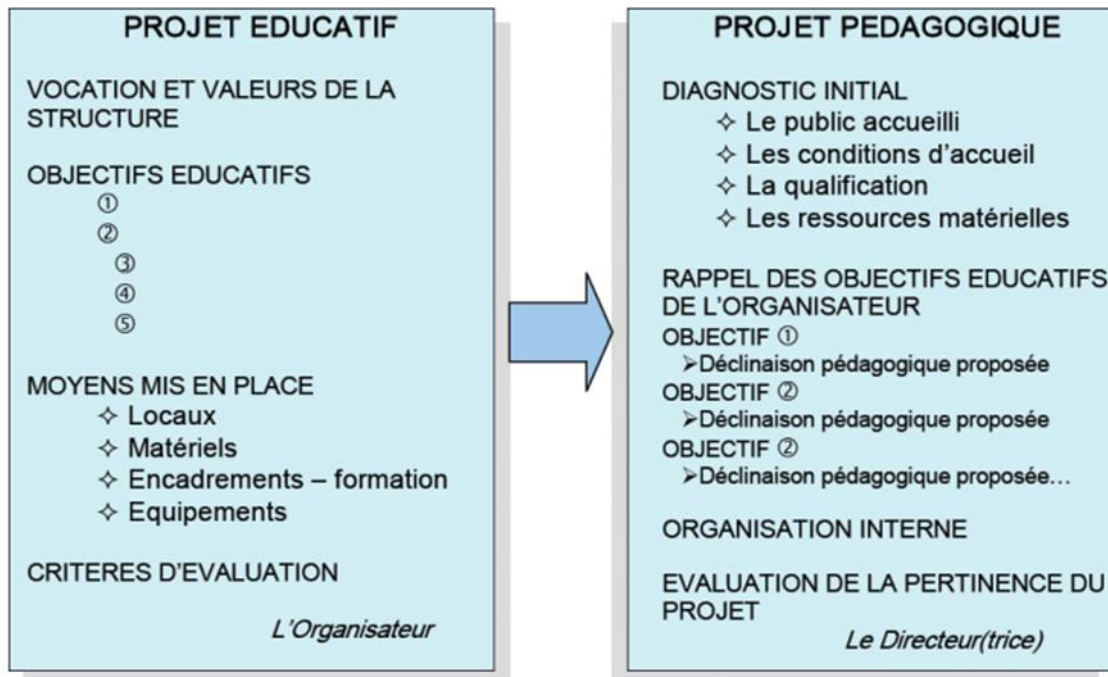 PROJET EDUCATIF
VOCATION ET VALEURS DE LA
STRUCTURE
OBJECTIFS EDUCATIFS
①
②
③
④
⑤
MOYENS MIS EN PLACE
✧ Locaux
✧ Matériels
✧ Encadrements – formation
✧ Equipements
CRITERES D'EVALUATION
L'Organisateur
PROJET PEDAGOGIQUE
DIAGNOSTIC INITIAL
✧ Le public accueilli
✧ Les conditions d'accueil
✧ La qualification
✧ Les ressources matérielles
RAPPEL DES OBJECTIFS EDUCATIFS
DE L'ORGANISATEUR
OBJECTIF ①
➢Déclinaison pédagogique proposée
OBJECTIF ②
➢Déclinaison pédagogique proposée
OBJECTIF ②
➢Déclinaison pédagogique proposée…
ORGANISATION INTERNE
EVALUATION DE LA PERTINENCE DU
PROJET
Le Directeur(trice)